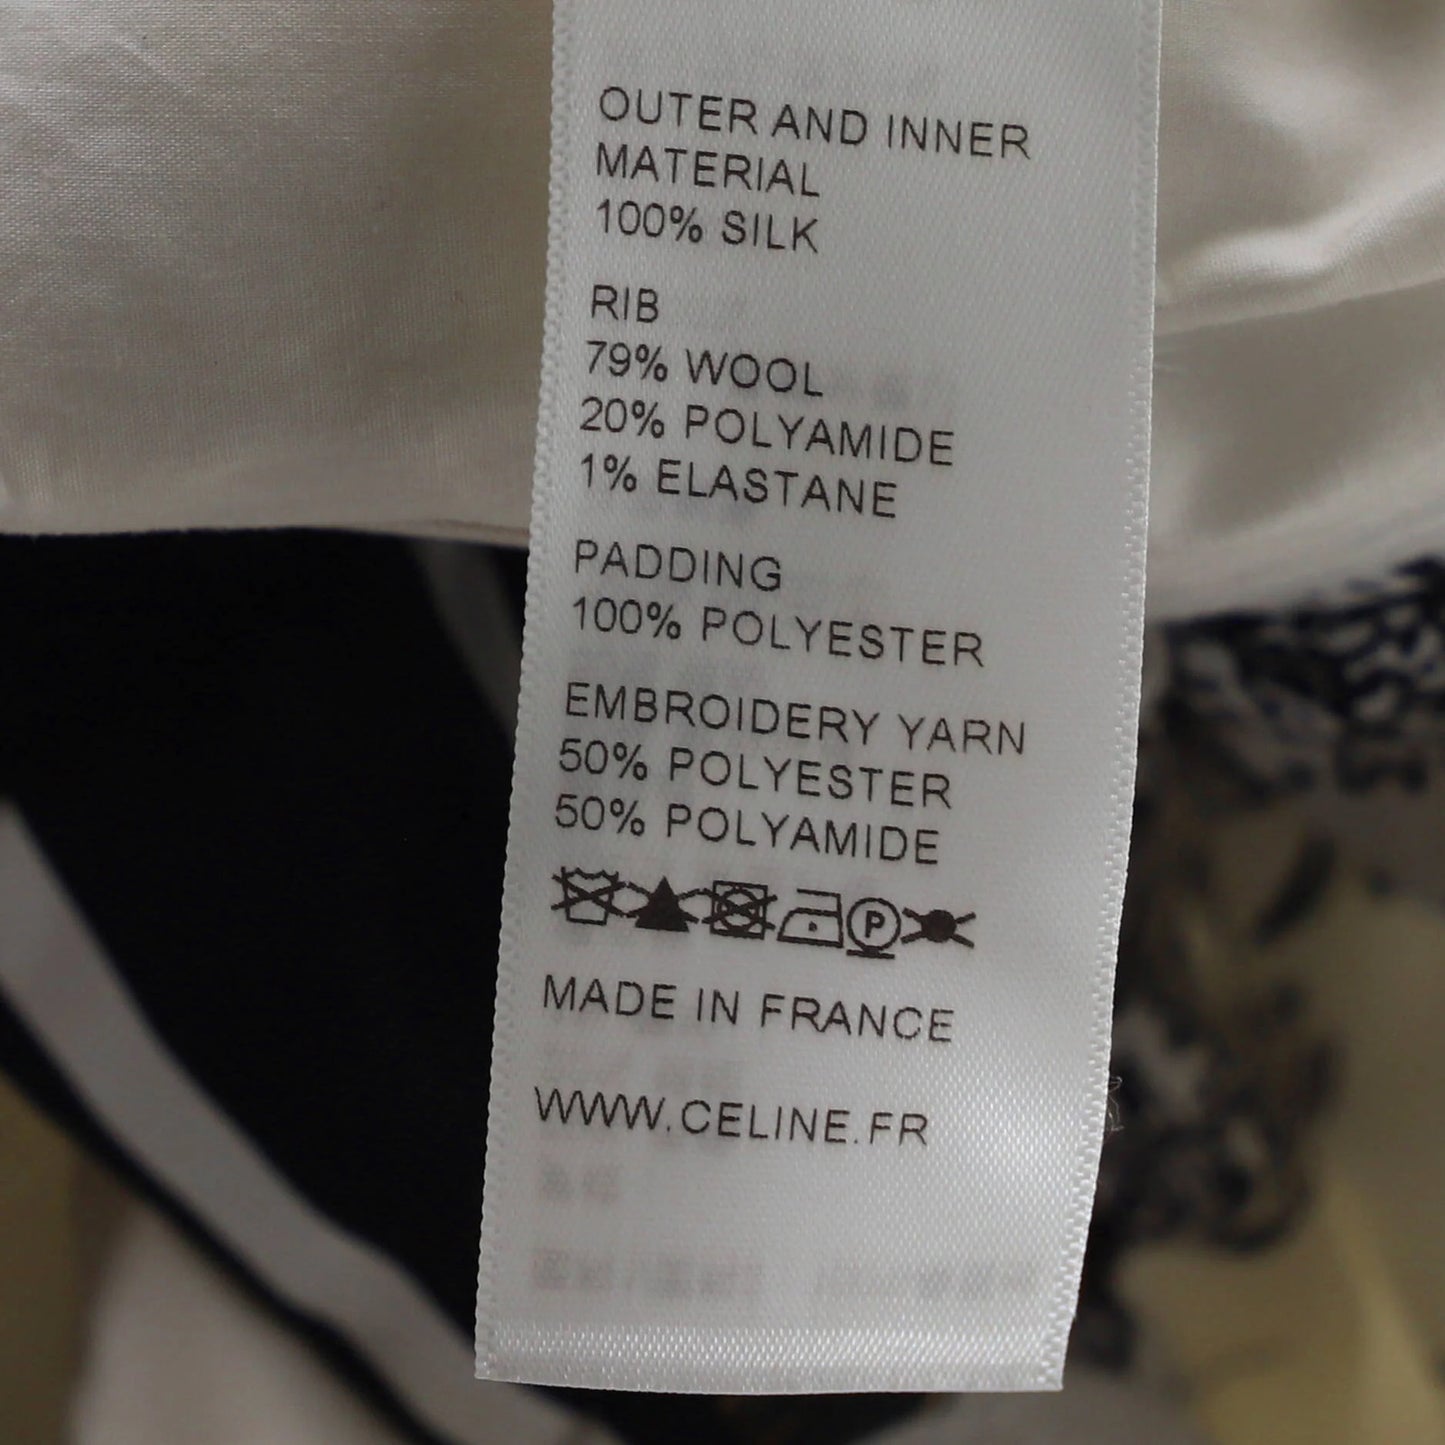 OUTER AND INNER
MATERIAL
100% SILK
RIB
79% WOOL
20% POLYAMIDE
1% ELASTANE
PADDING
100% POLYESTER
EMBROIDERY YARN
50% POLYESTER
50% POLYAMIDE
P
MADE IN FRANCE
WWW.CELINE.FR